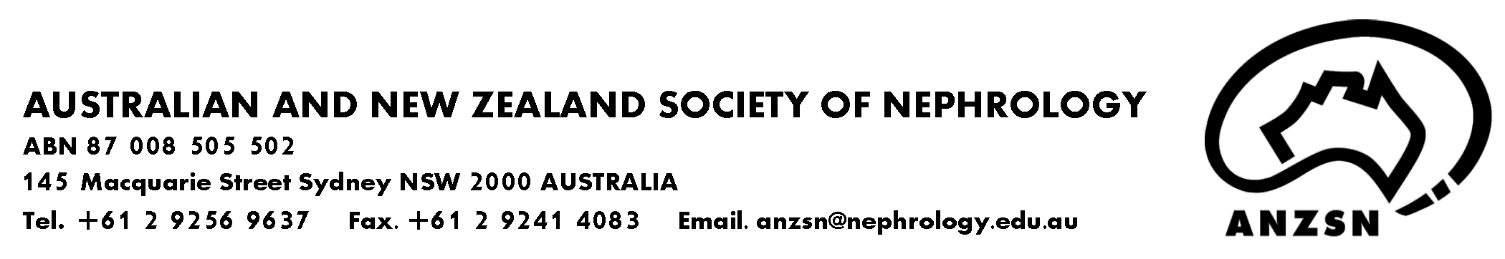 AUSTRALIAN AND NEW ZEALAND SOCIETY OF NEPHROLOGY
ABN 87 008 505 502
145 Macquarie Street Sydney NSW 2000 AUSTRALIA
Tel. +61 2 9256 9637 Fax. +61 2 9241 4083 Email. anzsn@nephrology.edu.au
ANZSN